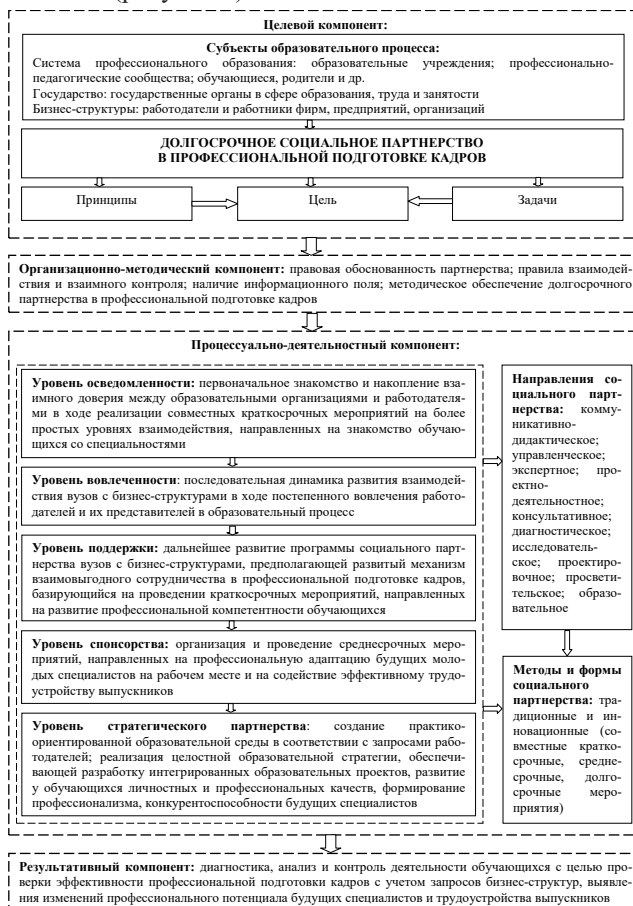 Целевой компонент:
Субъекты образовательного процесса:
Система профессионального образования: образовательные учреждения; профессионально-
педагогические сообщества; обучающиеся, родители и др.
Государство: государственные органы в сфере образования, труда и занятости
Бизнес-структуры: работодатели и работники фирм, предприятий, организаций
ДОЛГОСРОЧНОЕ СОЦИАЛЬНОЕ ПАРТНЕРСТВО
В ПРОФЕССИОНАЛЬНОЙ ПОДГОТОВКЕ КАДРОВ
Принципы
Цель
Задачи
Организационно-методический компонент: правовая обоснованность партнерства; правила взаимодей-
ствия и взаимного контроля; наличие информационного поля; методическое обеспечение долгосрочного
партнерства в профессиональной подготовке кадров
Процессуально-деятельностный компонент:
Уровень осведомленности: первоначальное знакомство и накопление вза-
имного доверия между образовательными организациями и работодателя-
ми в ходе реализации совместных краткосрочных мероприятий на более
простых уровнях взаимодействия, направленных на знакомство обучаю-
щихся со специальностями
Уровень вовлеченности: последовательная динамика развития взаимодей-
ствия вузов с бизнес-структурами в ходе постепенного вовлечения работо-
дателей и их представителей в образовательный процесс
Уровень поддержки: дальнейшее развитие программы социального парт-
нерства вузов с бизнес-структурами, предполагающей развитый механизм
взаимовыгодного сотрудничества в профессиональной подготовке кадров,
базирующийся на проведении краткосрочных мероприятий, направленных
на развитие профессиональной компетентности обучающихся
Уровень спонсорства: организация и проведение среднесрочных меро-
приятий, направленных на профессиональную адаптацию будущих моло-
дых специалистов на рабочем месте и на содействие эффективному трудо-
устройству выпускников
Уровень стратегического партнерства: создание практико-
ориентированной образовательной среды в соответствии с запросами рабо-
тодателей; реализация целостной образовательной стратегии, обеспечи-
вающей разработку интегрированных образовательных проектов, развитие
у обучающихся личностных и профессиональных качеств, формирование
профессионализма, конкурентоспособности будущих специалистов
Направления со-
циального парт-
нерства: комму-
никативно-
дидактическое;
управленческое;
экспертное; про-
ектно-
деятельностное;
консультативное;
диагностическое;
исследователь-
ское; проектиро-
вочное; просвети-
тельское; образо-
вательное
Методы и формы
социального
партнерства: тра-
диционные и ин-
новационные (со-
вместные кратко-
срочные, средне-
срочные, долго-
срочные меро-
приятия)
Результативный компонент: диагностика, анализ и контроль деятельности обучающихся с целью про-
верки эффективности профессиональной подготовки кадров с учетом запросов бизнес-структур, выявле-
ния изменений профессионального потенциала будущих специалистов и трудоустройства выпускников